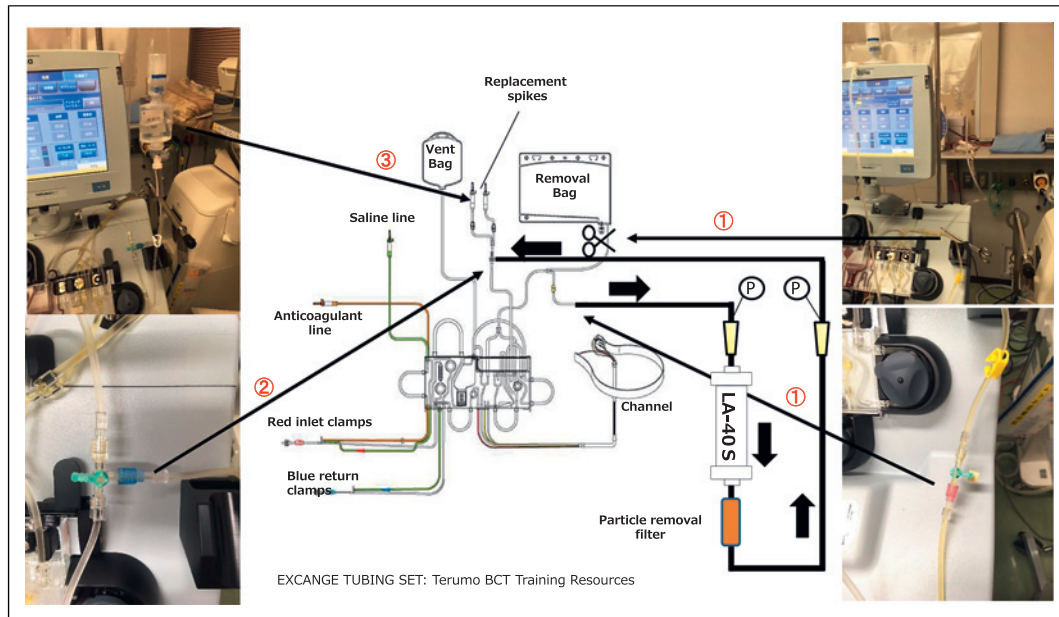 Replacement
spikes
③
Vent
Bag
Removal
Bag
①
Saline line
P
P
Anticoagulant
line
②
Channel
LA-40S
①
Red inlet clamps
Blue return
clamps
Particle removal
filter
EXCANGE TUBING SET: Terumo BCT Training Resources